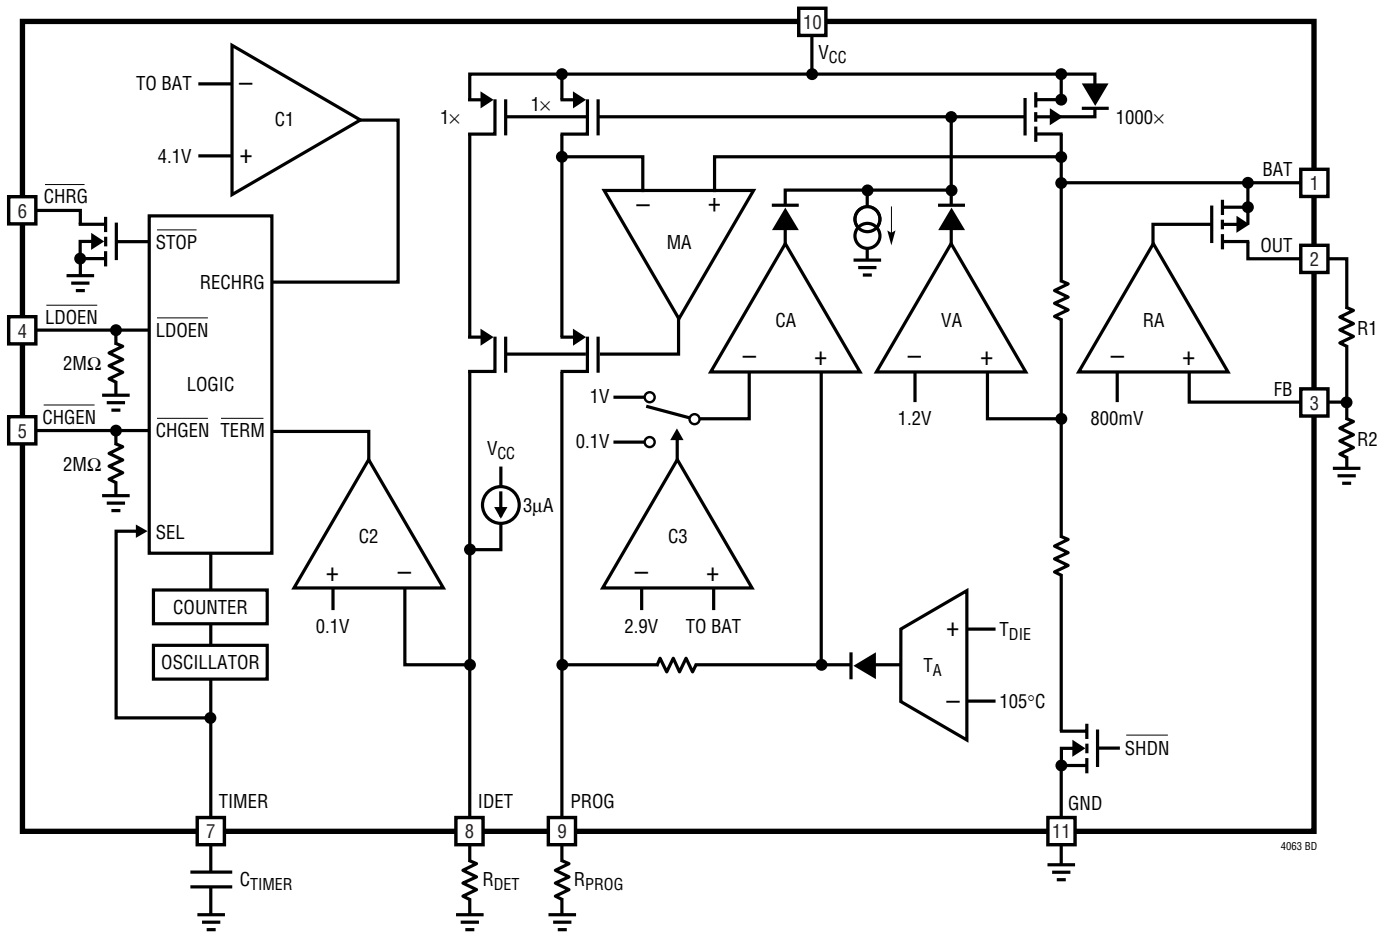 10
VCC
TO BAT
−
C1
4.1V
+
1×
1×
1000×
CHRG
6
BAT
1
STOP
−
+
MA
OUT
2
RECHRG
LDOEN
4
LDOEN
2MΩ
CA
VA
RA
R1
LOGIC
−
+
−
+
−
+
1V
1.2V
800mV
FB
3
CHGEN
5
CHGEN
TERM
2MΩ
0.1V
R2
VCC
3µA
SEL
C2
C3
+
−
−
+
COUNTER
0.1V
2.9V
TO BAT
+
TDIE
OSCILLATOR
TA
−
105°C
SHDN
TIMER
IDET
PROG
GND
7
8
9
11
4063 BD
CTIMER
RDET
RPROG